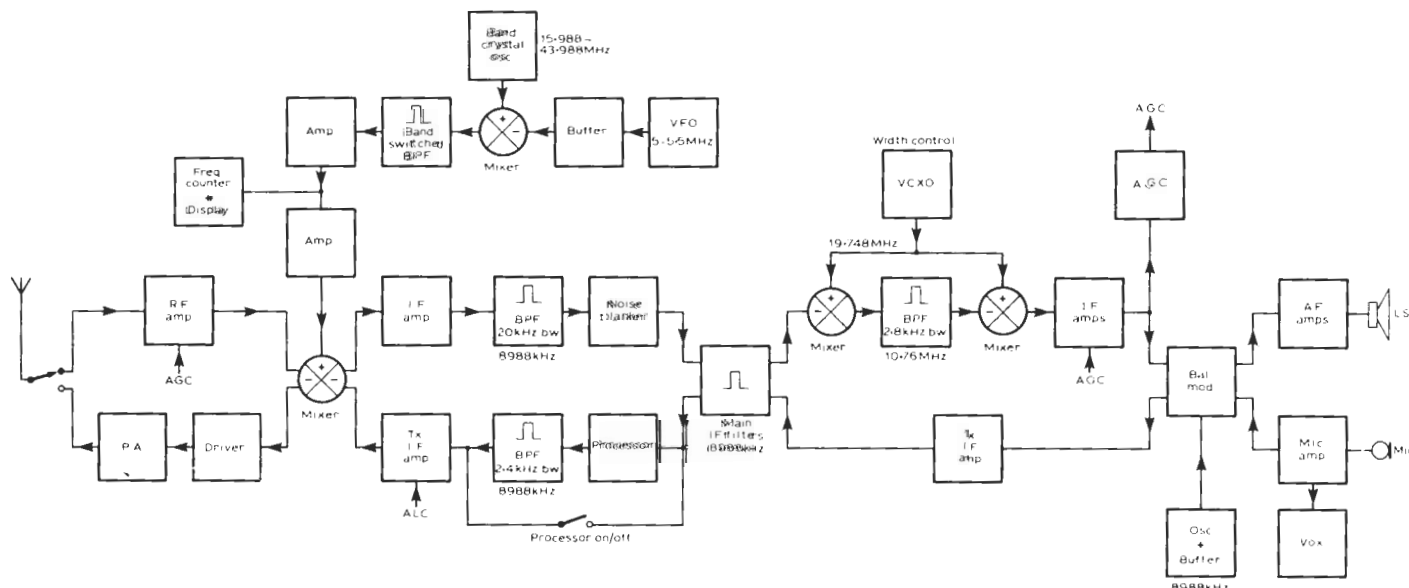 Band
crystal
osc
15·988–
43·988MHz
Amp
Band
switched
BPF
Mixer
Buffer
VFO
5-5·5MHz
Freq
counter
+
Display
Amp
Width control
VCXO
AGC
AGC
19·748MHz
RF
amp
AGC
I F
amp
BPF
20kHz bw
8988kHz
Noise
blanker
Mixer
BPF
2·8kHz bw
10·76MHz
Mixer
I F
amps
AGC
AF
amps
LS
Mixer
Main
IF filters
(8988kHz)
Bal
mod
PA
Driver
Tx
I F
amp
ALC
BPF
2·4kHz bw
8988kHz
Processor
Processor on/off
Tx
I F
amp
Mic
amp
Mic
Osc
+
Buffer
8988kHz
Vox